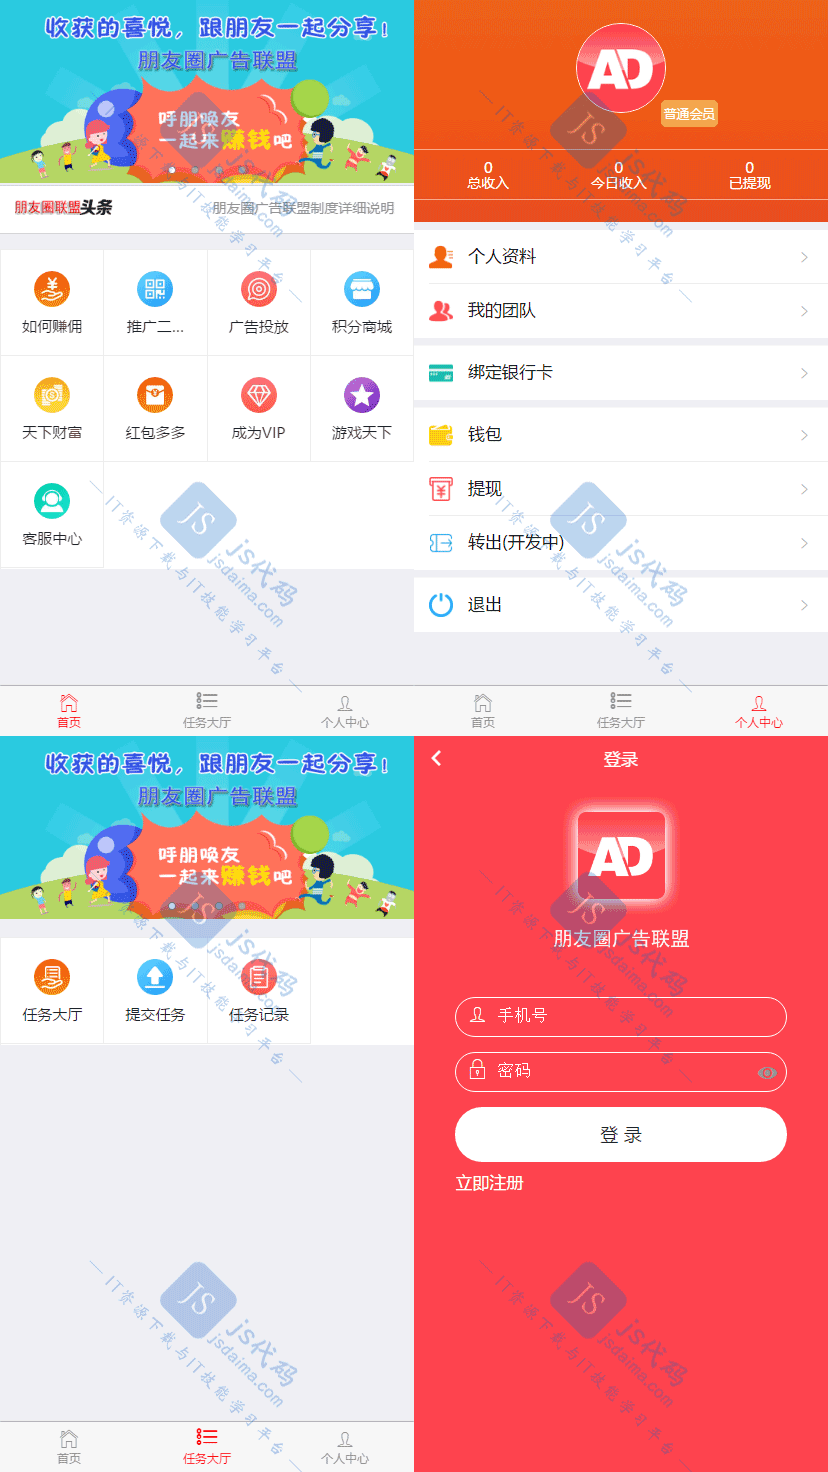 收获的喜悦，跟朋友一起分享！
朋友圈广告联盟
呼朋唤友
一起来赚钱吧
朋友圈联盟头条
朋友圈广告联盟制度详细说明
如何赚佣
推广二...
广告投放
积分商城
天下财富
红包多多
成为VIP
游戏天下
客服中心
首页
任务大厅
个人中心
AD
普通会员
0
总收入
0
今日收入
0
已提现
个人资料
我的团队
绑定银行卡
钱包
提现
转出(开发中)
退出
首页
任务大厅
个人中心
收获的喜悦，跟朋友一起分享！
朋友圈广告联盟
呼朋唤友
一起来赚钱吧
任务大厅
提交任务
任务记录
首页
任务大厅
个人中心
登录
AD
朋友圈广告联盟
手机号
密码
登 录
立即注册
JS
js代码
jsdaima.com
IT资源下载与IT技能学习平台